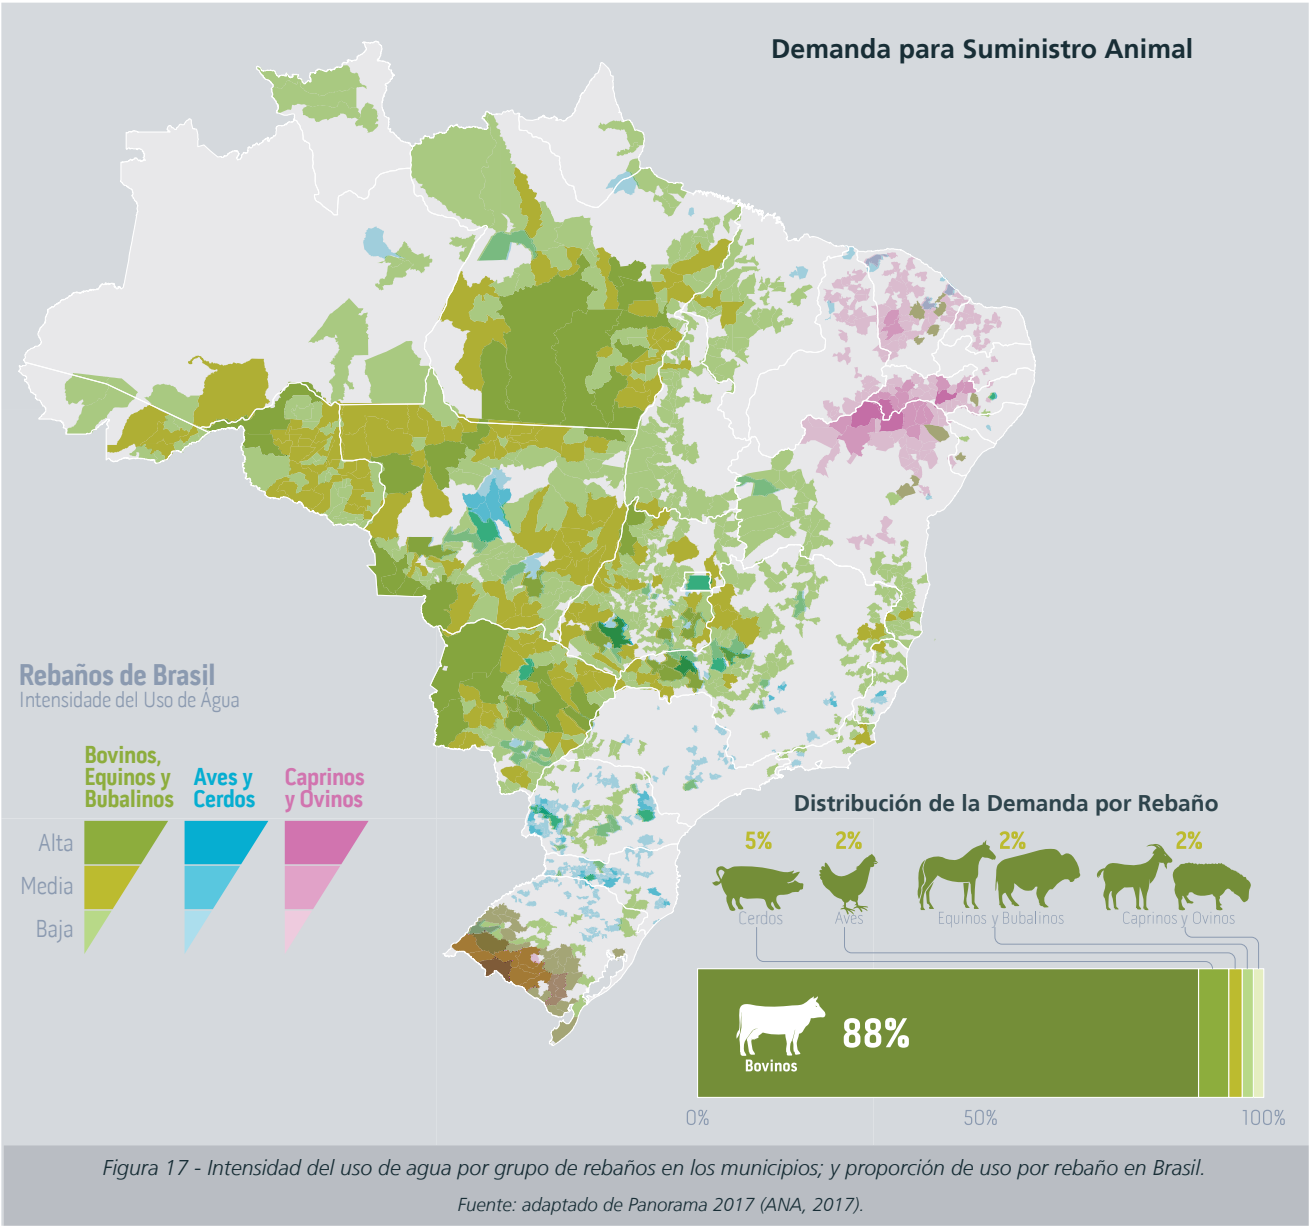 Demanda para Suministro Animal
Rebaños de Brasil
Intensidade del Uso de Água
Bovinos,
Equinos y
Bubalinos
Aves y
Cerdos
Caprinos
y Ovinos
Alta
Media
Baja
Distribución de la Demanda por Rebaño
5%
2%
2%
2%
Cerdos
Aves
Equinos y Bubalinos
Caprinos y Ovinos
88%
Bovinos
0%
50%
100%
Figura 17 - Intensidad del uso de agua por grupo de rebaños en los municipios; y proporción de uso por rebaño en Brasil.
Fuente: adaptado de Panorama 2017 (ANA, 2017).